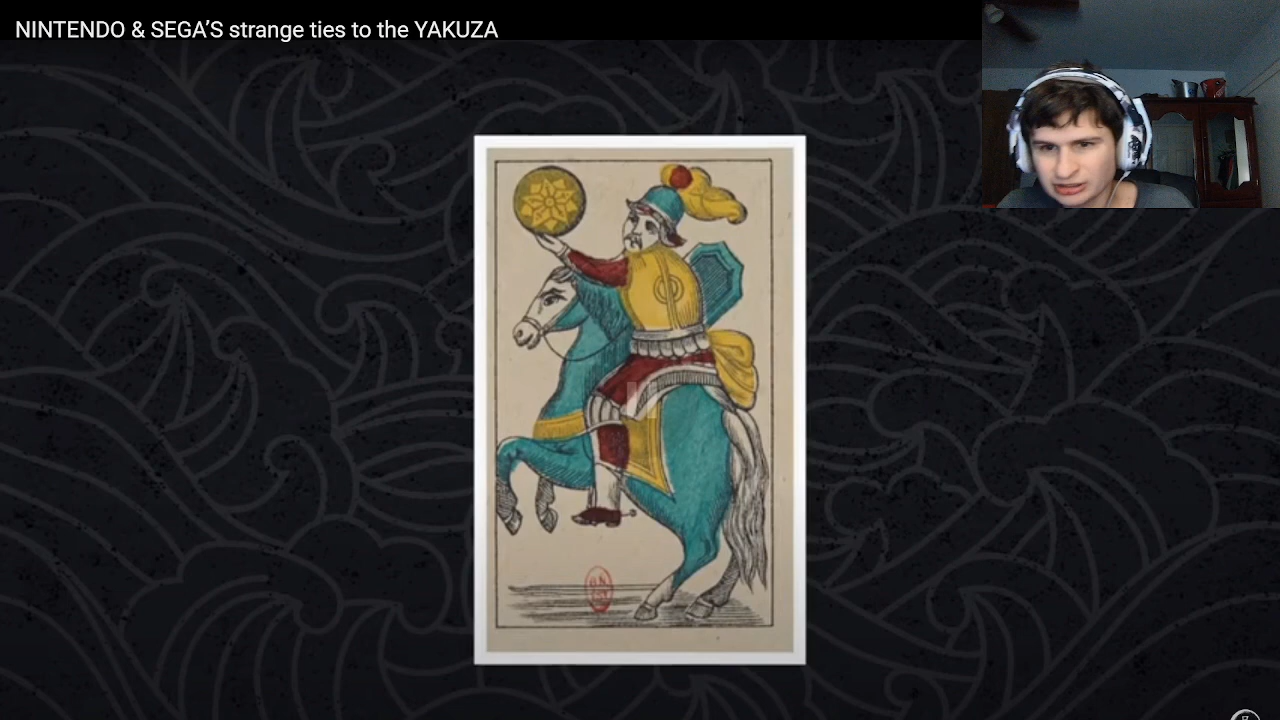 NINTENDO & SEGA’S strange ties to the YAKUZA